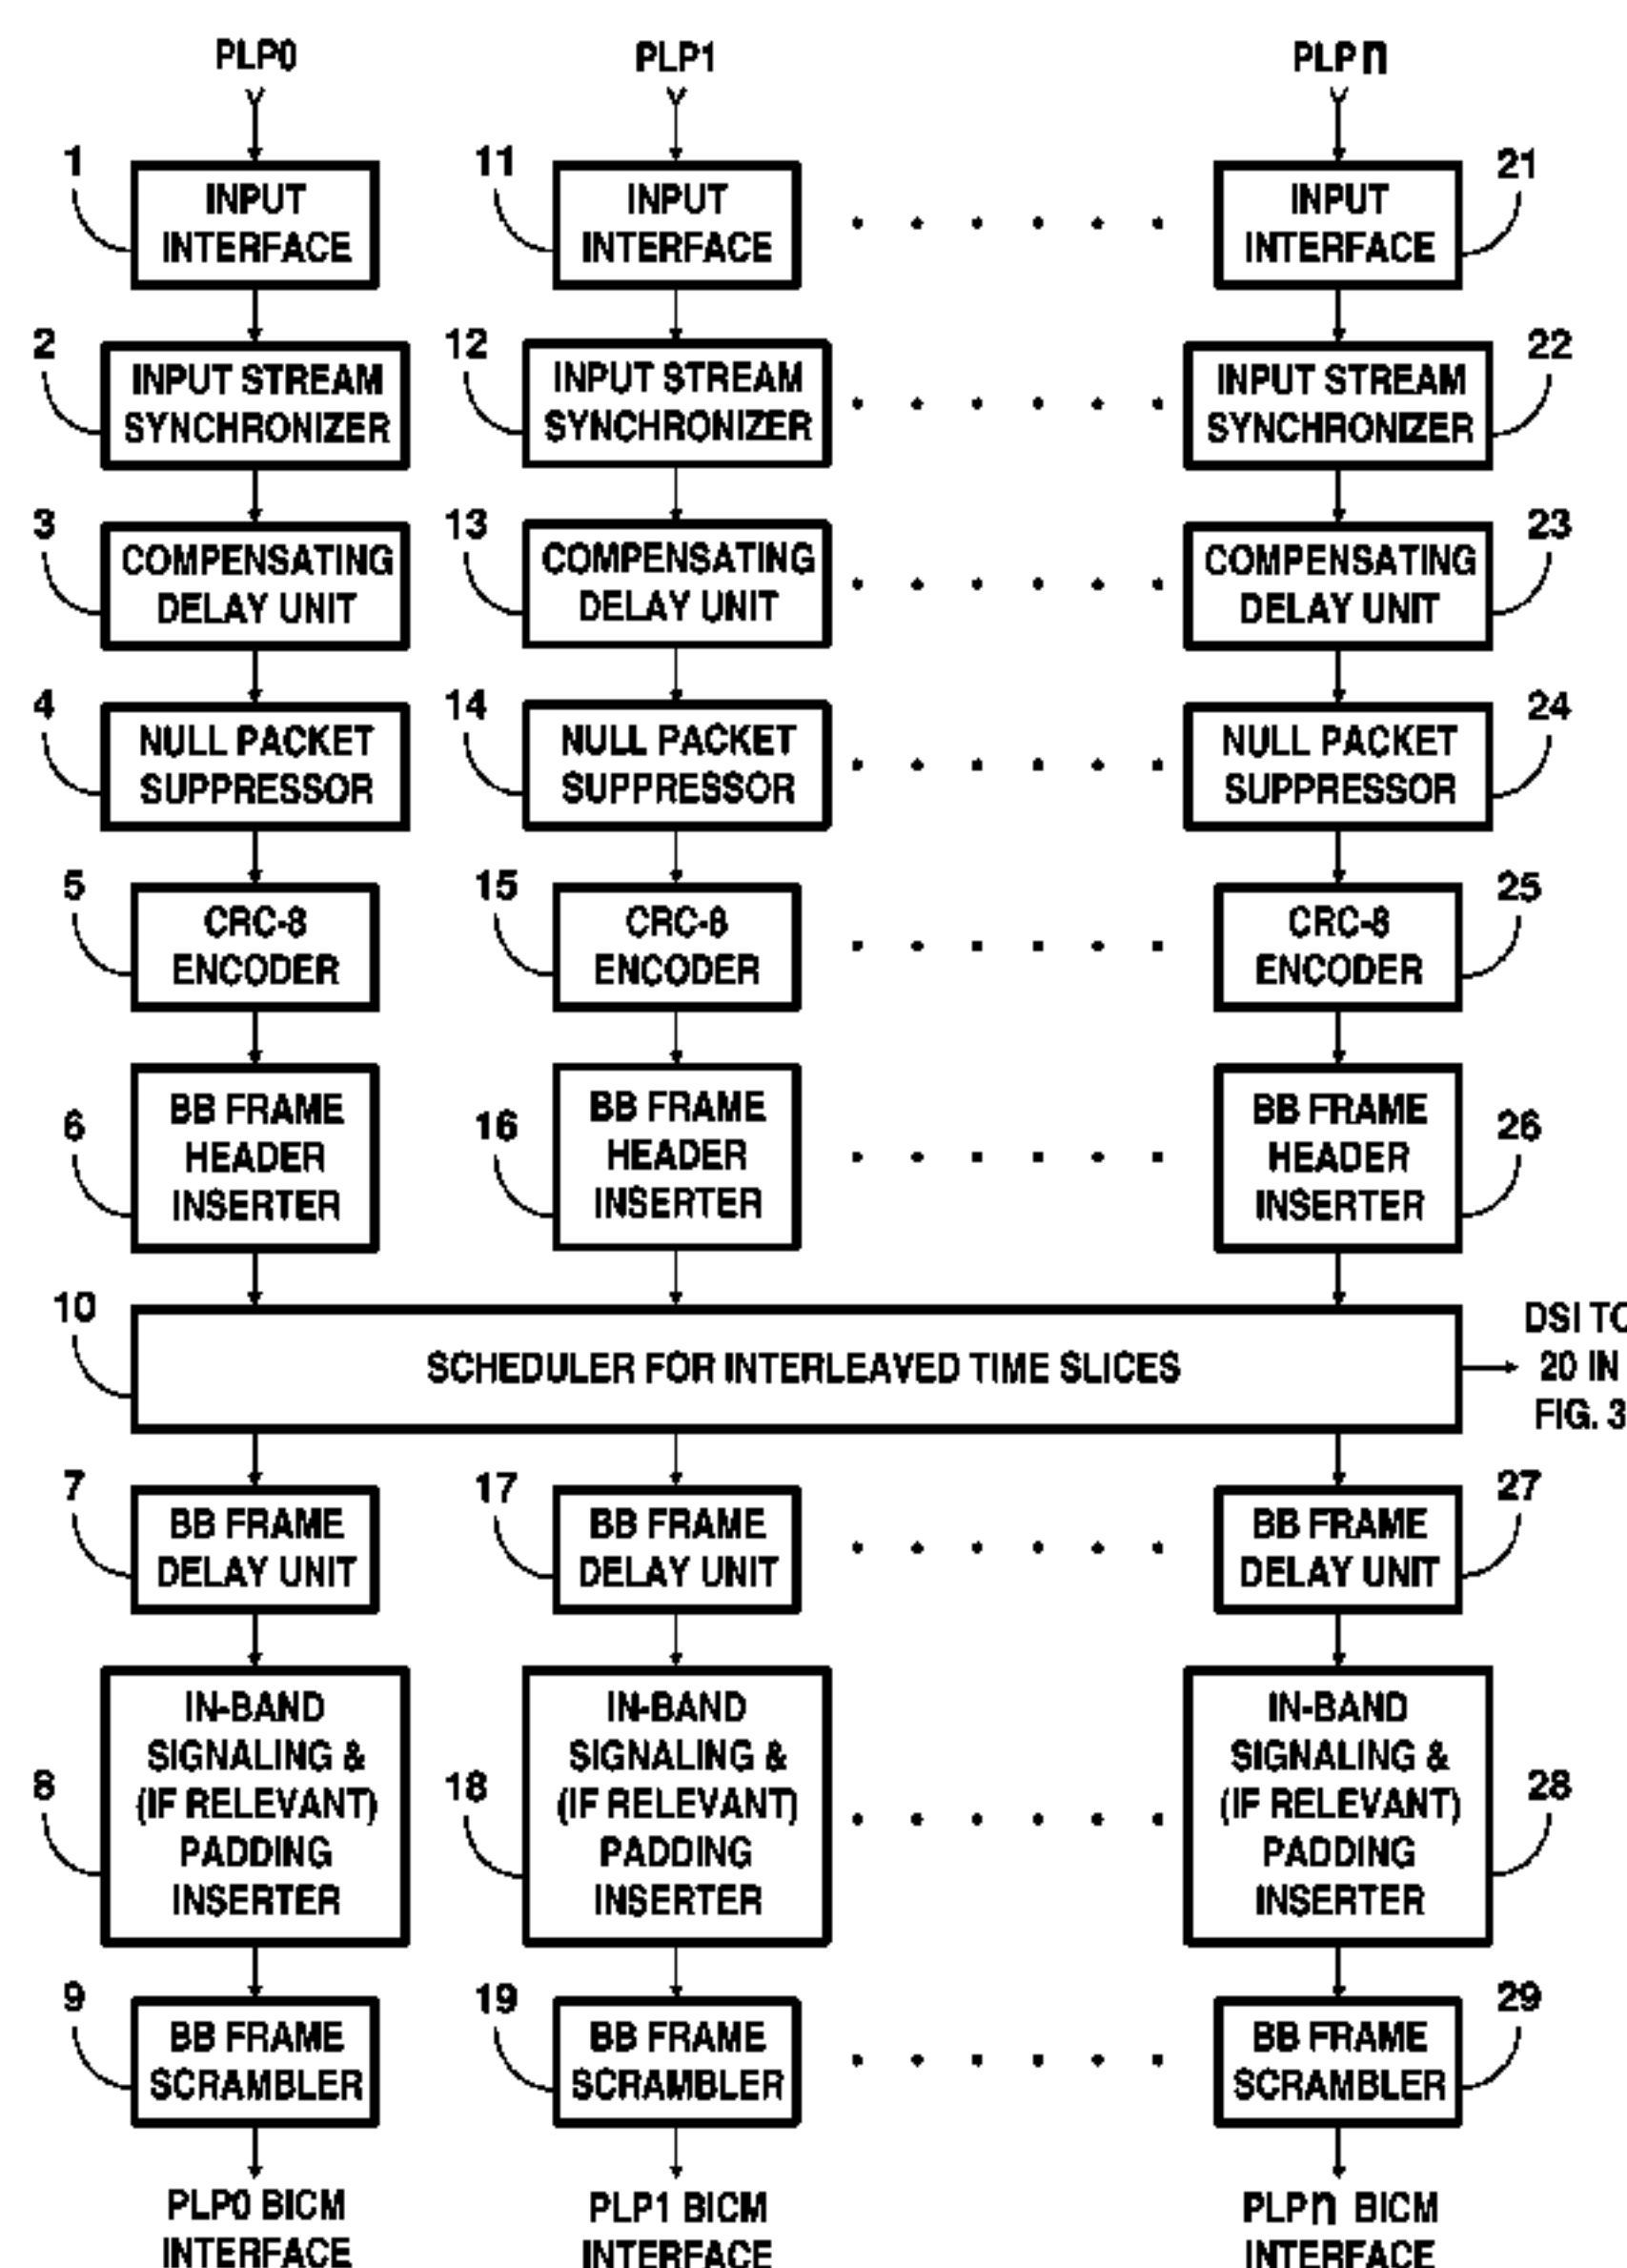 PLP0
PLP1
PLPn
1
INPUT
INTERFACE
11
INPUT
INTERFACE
INPUT
INTERFACE
21
2
INPUT STREAM
SYNCHRONIZER
12
INPUT STREAM
SYNCHRONIZER
INPUT STREAM
SYNCHRONIZER
22
3
COMPENSATING
DELAY UNIT
13
COMPENSATING
DELAY UNIT
COMPENSATING
DELAY UNIT
23
4
NULL PACKET
SUPPRESSOR
14
NULL PACKET
SUPPRESSOR
NULL PACKET
SUPPRESSOR
24
5
CRC-8
ENCODER
15
CRC-8
ENCODER
CRC-8
ENCODER
25
6
BB FRAME
HEADER
INSERTER
16
BB FRAME
HEADER
INSERTER
BB FRAME
HEADER
INSERTER
26
10
SCHEDULER FOR INTERLEAVED TIME SLICES
DSI TO
20 IN
FIG. 3
7
BB FRAME
DELAY UNIT
17
BB FRAME
DELAY UNIT
BB FRAME
DELAY UNIT
27
8
IN-BAND
SIGNALING &
(IF RELEVANT)
PADDING
INSERTER
18
IN-BAND
SIGNALING &
(IF RELEVANT)
PADDING
INSERTER
IN-BAND
SIGNALING &
(IF RELEVANT)
PADDING
INSERTER
28
9
BB FRAME
SCRAMBLER
19
BB FRAME
SCRAMBLER
BB FRAME
SCRAMBLER
29
PLP0 BICM
INTERFACE
PLP1 BICM
INTERFACE
PLPn BICM
INTERFACE